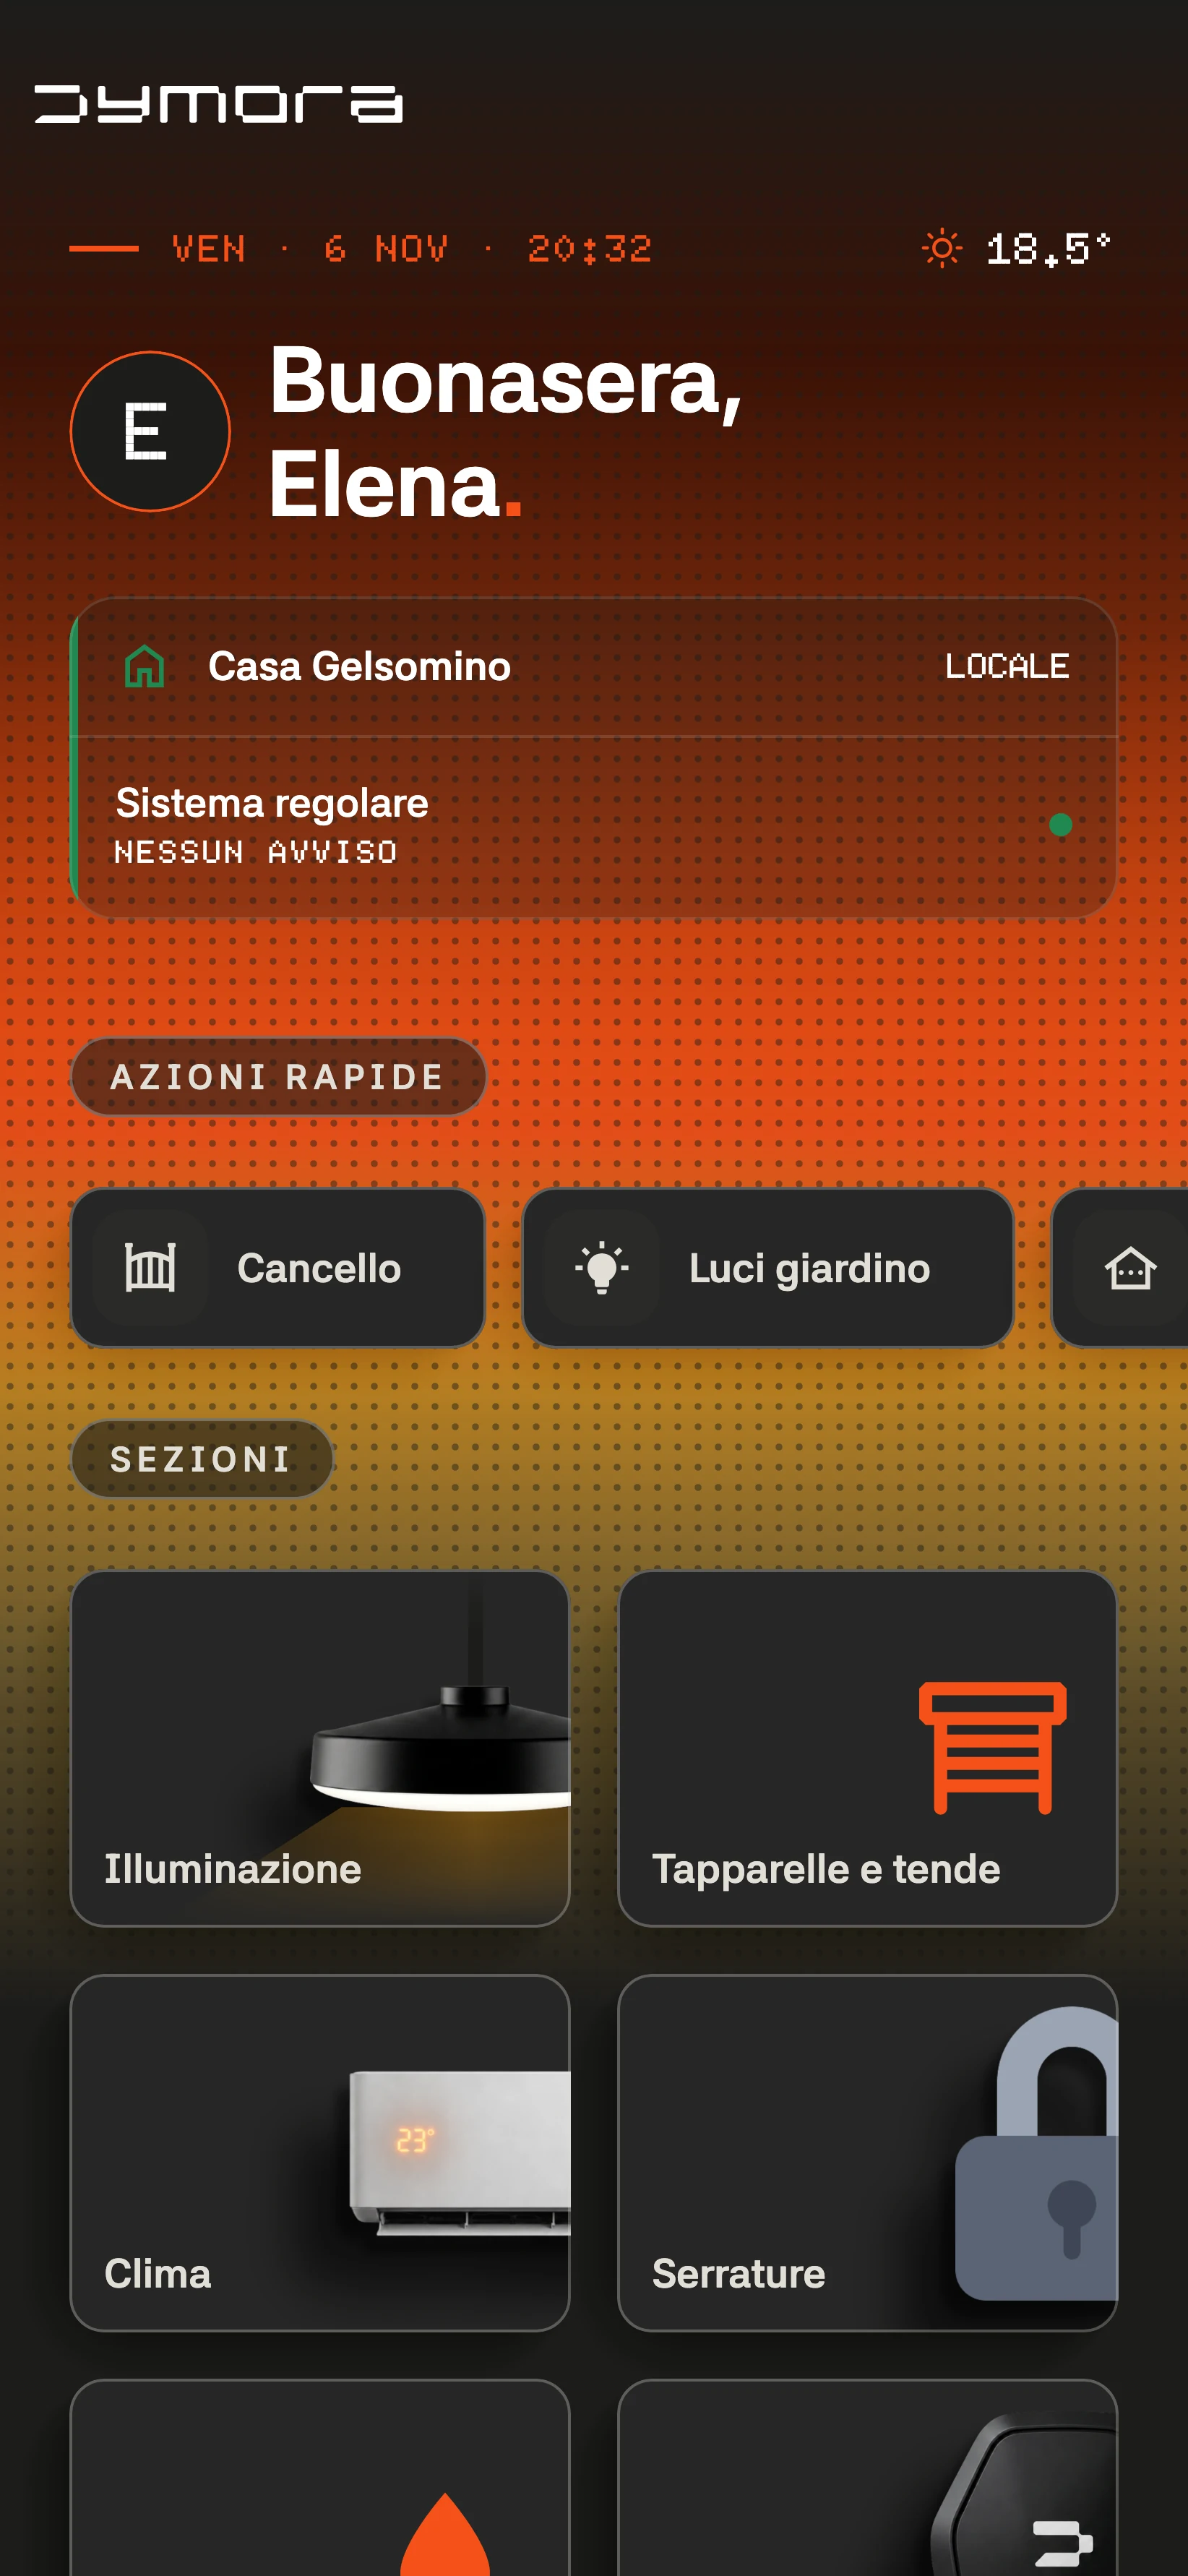 Dymora
VEN · 6 NOV · 20:32
18.5°
E
Buonasera,
Elena.
Casa Gelsomino
LOCALE
Sistema regolare
NESSUN AVVISO
AZIONI RAPIDE
Cancello
Luci giardino
SEZIONI
Illuminazione
Tapparelle e tende
23°
Clima
Serrature